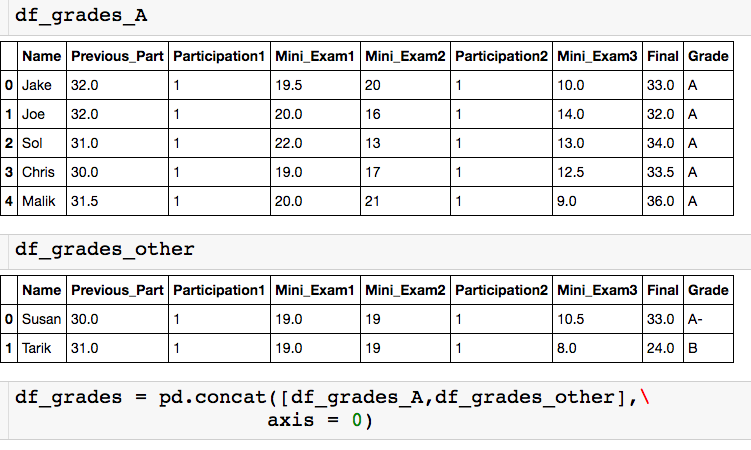 df_grades_A
Name Previous_Part Participation1 Mini_Exam1 Mini_Exam2 Participation2 Mini_Exam3 Final Grade
0 Jake 32.0 1 19.5 20 1 10.0 33.0 A
1 Joe 32.0 1 20.0 16 1 14.0 32.0 A
2 Sol 31.0 1 22.0 13 1 13.0 34.0 A
3 Chris 30.0 1 19.0 17 1 12.5 33.5 A
4 Malik 31.5 1 20.0 21 1 9.0 36.0 A
df_grades_other
Name Previous_Part Participation1 Mini_Exam1 Mini_Exam2 Participation2 Mini_Exam3 Final Grade
0 Susan 30.0 1 19.0 19 1 10.5 33.0 A-
1 Tarik 31.0 1 19.0 19 1 8.0 24.0 B
df_grades = pd.concat([df_grades_A,df_grades_other],\
axis = 0)